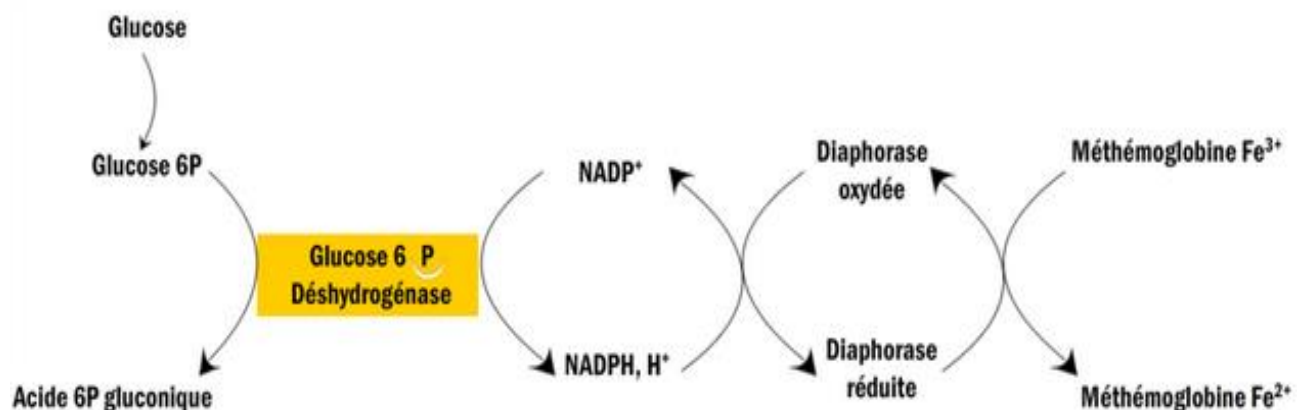 Glucose
Glucose 6P
Glucose 6 P
Déshydrogénase
Acide 6P gluconique
NADP⁺
NADPH, H⁺
Diaphorase
oxydée
Diaphorase
réduite
Méthémoglobine Fe³⁺
Méthémoglobine Fe²⁺